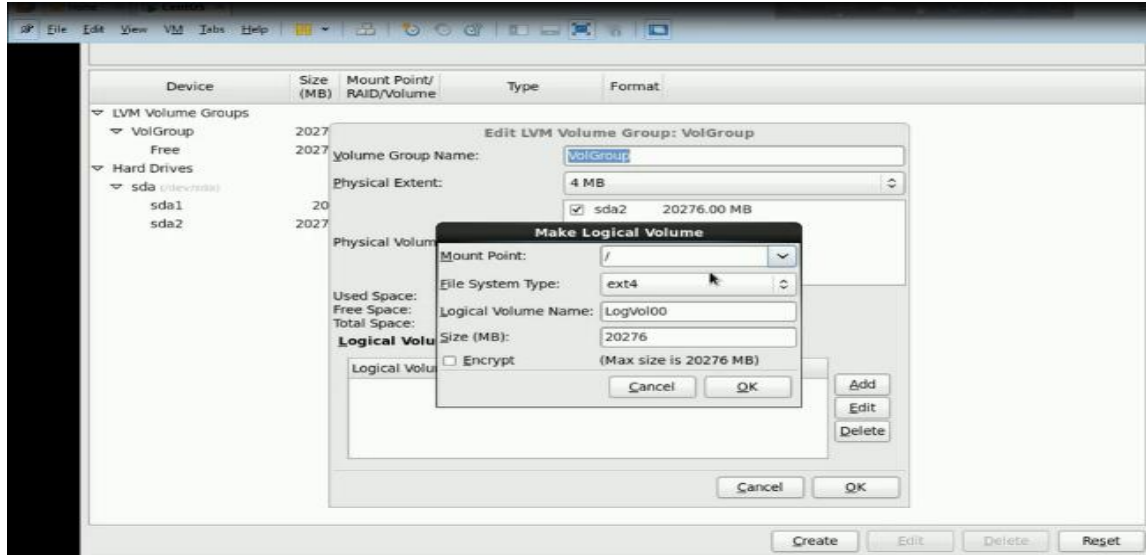 File Edit View VM Tabs Help
Device Size (MB) Mount Point/ RAID/Volume Type Format
LVM Volume Groups
VolGroup 2027
Free 2027
Hard Drives
sda (/dev/sda)
sda1 20
sda2 2027
Edit LVM Volume Group: VolGroup
Volume Group Name: VolGroup
Physical Extent: 4 MB
sda2 20276.00 MB
Physical Volum
Used Space:
Free Space:
Total Space:
Logical Volu
Logical Volu
Add
Edit
Delete
Cancel OK
Make Logical Volume
Mount Point: /
File System Type: ext4
Logical Volume Name: LogVol00
Size (MB): 20276
Encrypt (Max size is 20276 MB)
Cancel OK
Create Edit Delete Reset